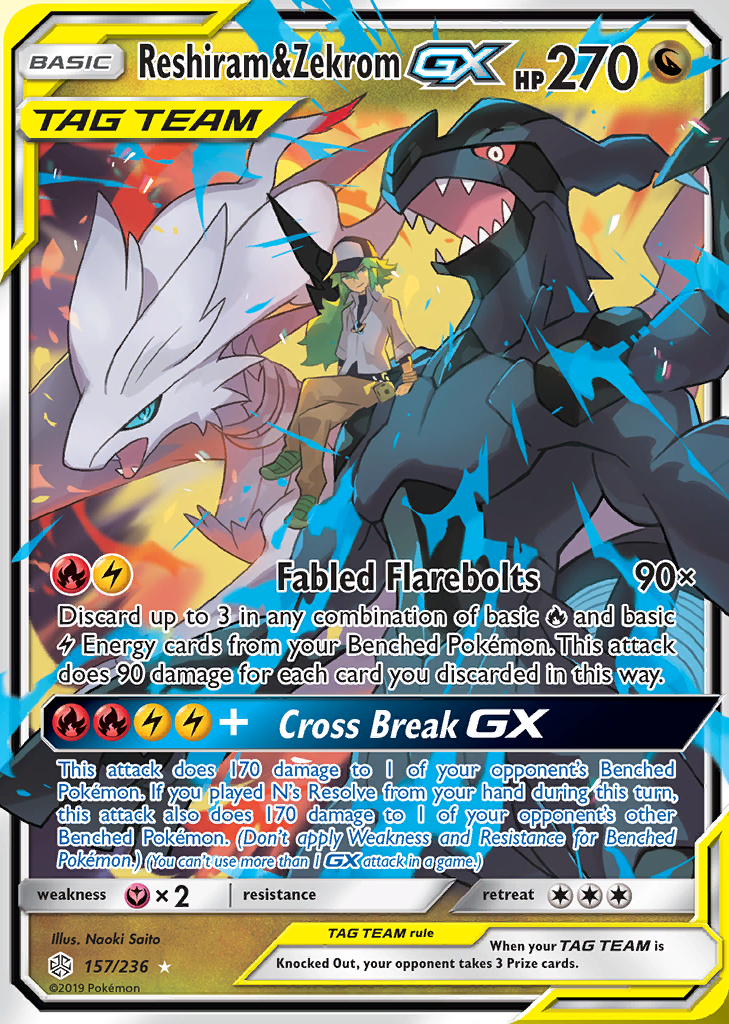 BASIC Reshiram&Zekrom GX HP270
TAG TEAM
Fabled Flarebolts 90×
Discard up to 3 in any combination of basic and basic
Energy cards from your Benched Pokémon. This attack
does 90 damage for each card you discarded in this way.
+ Cross Break GX
This attack does 170 damage to 1 of your opponent's Benched
Pokémon. If you played N's Resolve from your hand during this turn,
this attack also does 170 damage to 1 of your opponent's other
Benched Pokémon. (Don't apply Weakness and Resistance for Benched
Pokémon.) (You can't use more than 1 GX attack in a game.)
weakness ×2 resistance retreat
Illus. Naoki Saito
157/236
©2019 Pokémon
TAG TEAM rule
When your TAG TEAM is
Knocked Out, your opponent takes 3 Prize cards.